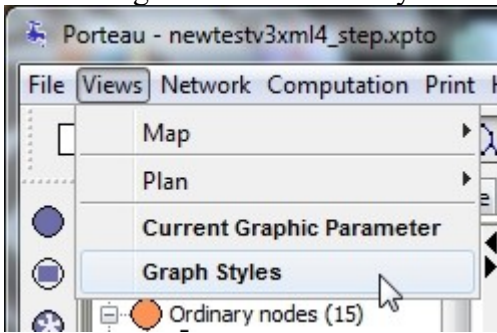 Porteau - newtestv3xml4_step.xpto
File Views Network Computation Print
Map
Plan
Current Graphic Parameter
Graph Styles
Ordinary nodes (15)